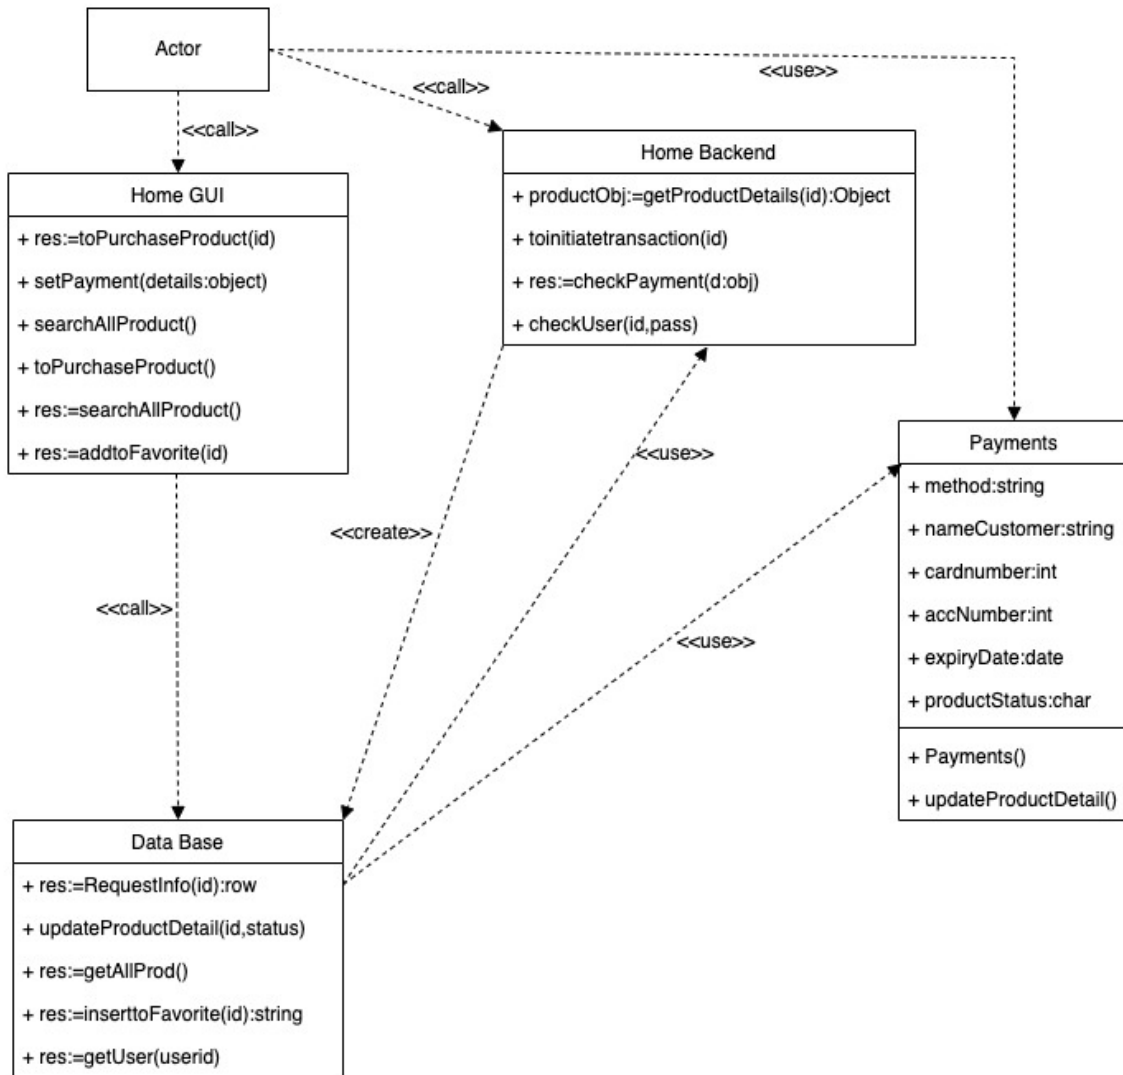 Actor
<<use>>
<<call>>
<<call>>
Home Backend
+ productObj:=getProductDetails(id):Object
+ toinitiatetransaction(id)
+ res:=checkPayment(d:obj)
+ checkUser(id,pass)
Home GUI
+ res:=toPurchaseProduct(id)
+ setPayment(details:object)
+ searchAllProduct()
+ toPurchaseProduct()
+ res:=searchAllProduct()
+ res:=addtoFavorite(id)
<<use>>
<<create>>
<<call>>
<<use>>
Payments
+ method:string
+ nameCustomer:string
+ cardnumber:int
+ accNumber:int
+ expiryDate:date
+ productStatus:char
+ Payments()
+ updateProductDetail()
Data Base
+ res:=RequestInfo(id):row
+ updateProductDetail(id,status)
+ res:=getAllProd()
+ res:=inserttoFavorite(id):string
+ res:=getUser(userid)